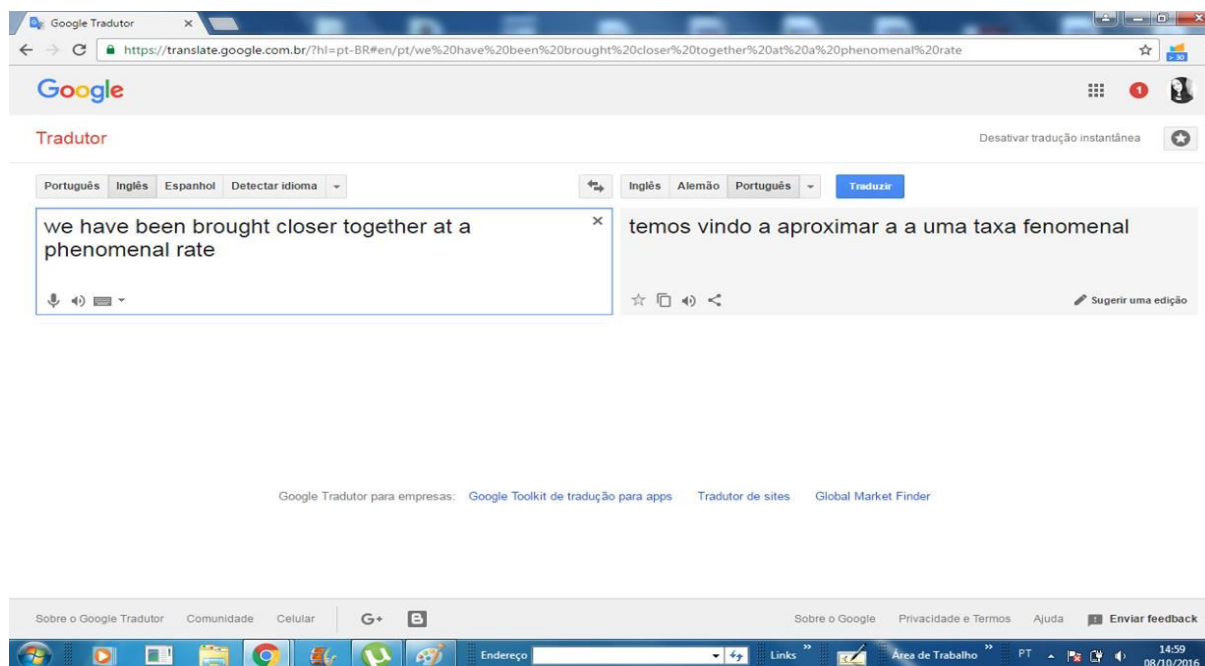 Google Tradutor
https://translate.google.com.br/?hl=pt-BR#en/pt/we%20have%20been%20brought%20closer%20together%20at%20a%20phenomenal%20rate
> 30
Google
1
Tradutor
Desativar tradução instantânea
Português Inglês Espanhol Detectar idioma
Inglês Alemão Português Traduzir
we have been brought closer together at a
phenomenal rate
temos vindo a aproximar a a uma taxa fenomenal
Sugerir uma edição
Google Tradutor para empresas: Google Toolkit de tradução para apps Tradutor de sites Global Market Finder
Sobre o Google Tradutor Comunidade Celular G+ B
Sobre o Google Privacidade e Termos Ajuda Enviar feedback
Endereço Links » Área de Trabalho » PT 14:59
08/10/2016